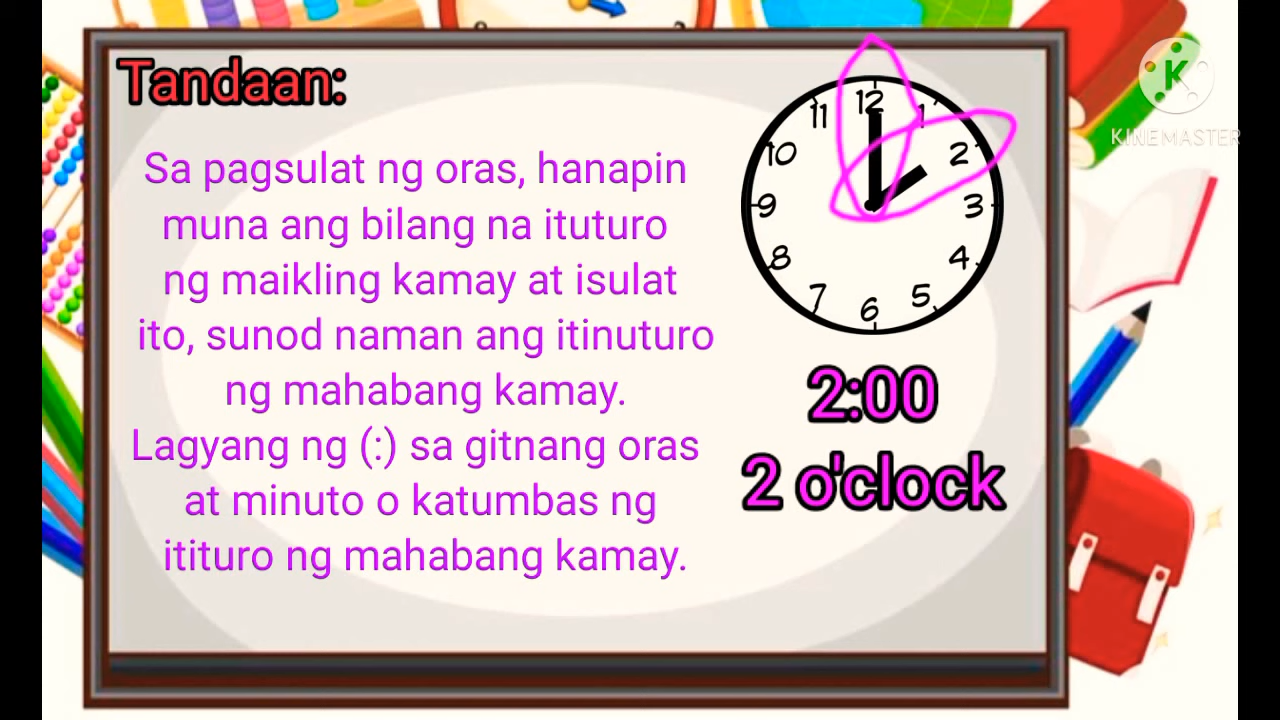 Tandaan:
Sa pagsulat ng oras, hanapin
muna ang bilang na ituturo
ng maikling kamay at isulat
ito, sunod naman ang itinuturo
ng mahabang kamay.
Lagyang ng (:) sa gitnang oras
at minuto o katumbas ng
itituro ng mahabang kamay.
12
1
2
3
4
5
6
7
8
9
10
11
2:00
2 o'clock
K
KINEMASTER